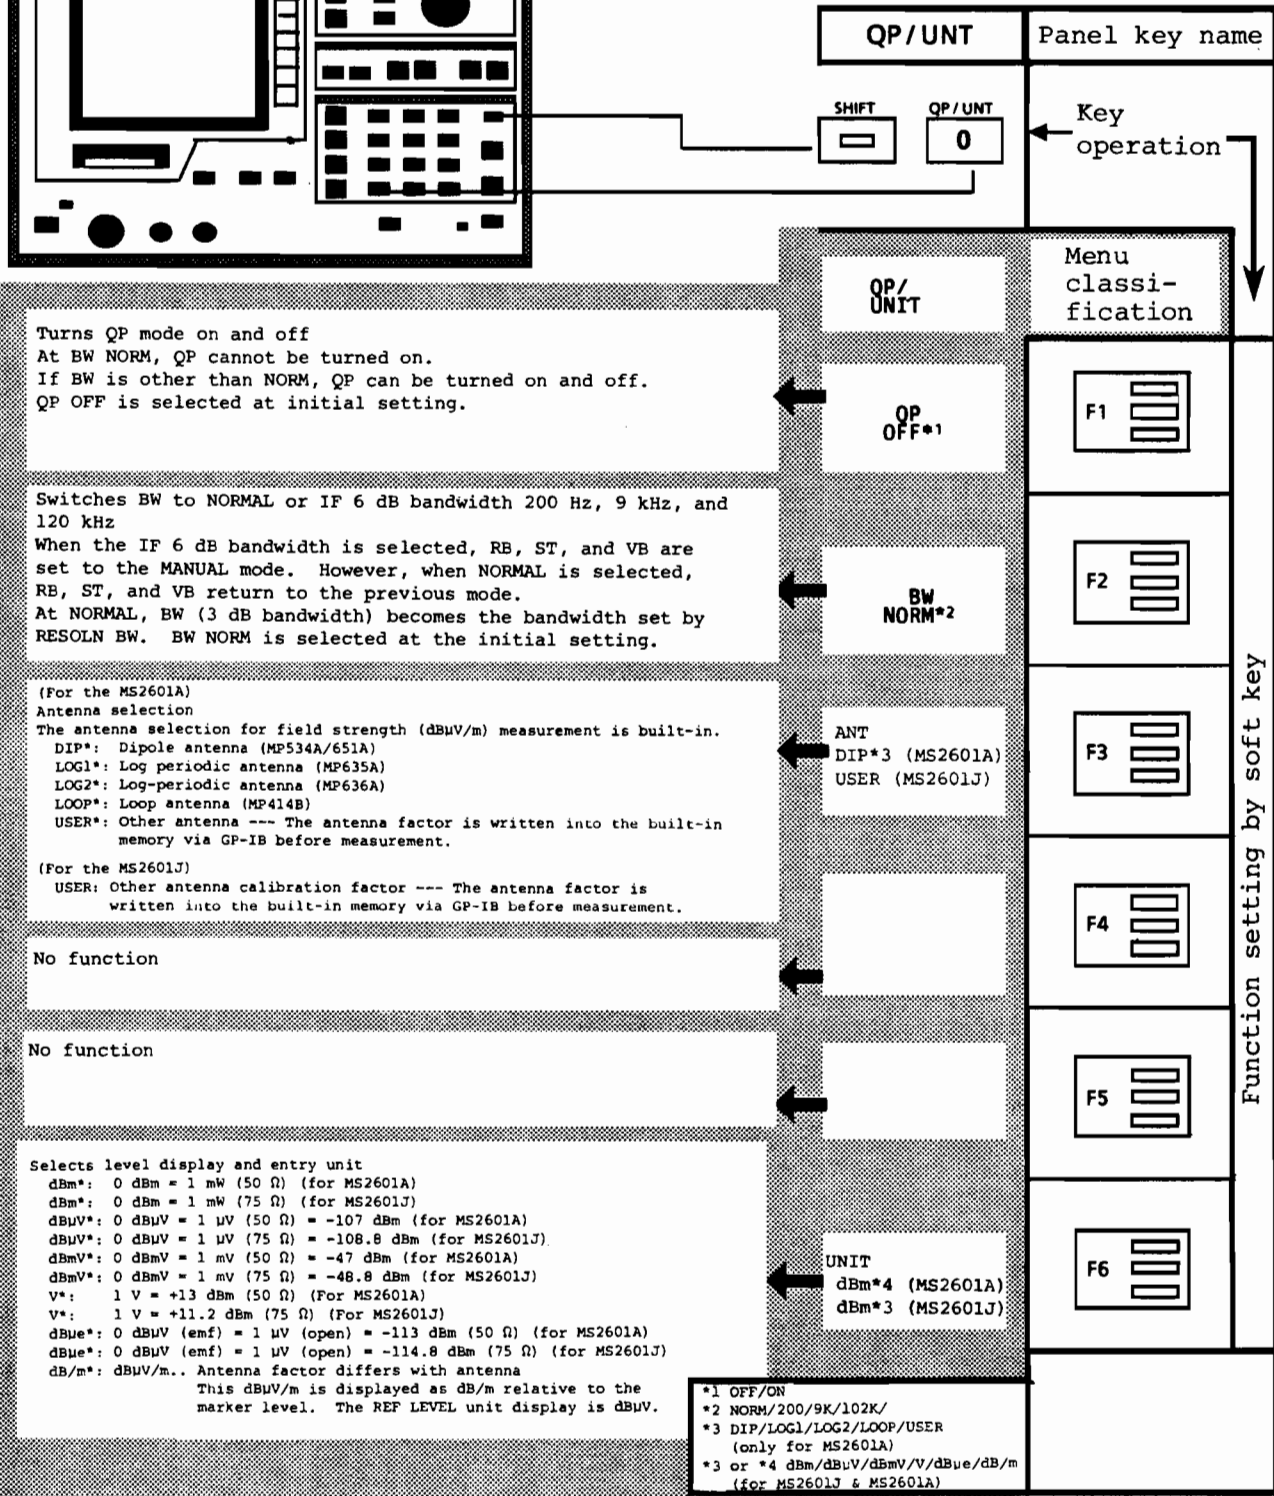 QP/UNT
Panel key name
SHIFT
QP/UNT
0
Key
operation
QP/
UNIT
Menu
classi-
fication
Turns QP mode on and off
At BW NORM, QP cannot be turned on.
If BW is other than NORM, QP can be turned on and off.
QP OFF is selected at initial setting.
QP
OFF*1
F1
Switches BW to NORMAL or IF 6 dB bandwidth 200 Hz, 9 kHz, and
120 kHz
When the IF 6 dB bandwidth is selected, RB, ST, and VB are
set to the MANUAL mode. However, when NORMAL is selected,
RB, ST, and VB return to the previous mode.
At NORMAL, BW (3 dB bandwidth) becomes the bandwidth set by
RESOLN BW. BW NORM is selected at the initial setting.
BW
NORM*2
F2
(For the MS2601A)
Antenna selection
The antenna selection for field strength (dBµV/m) measurement is built-in.
DIP*: Dipole antenna (MP534A/651A)
LOG1*: Log periodic antenna (MP635A)
LOG2*: Log-periodic antenna (MP636A)
LOOP*: Loop antenna (MP414B)
USER*: Other antenna --- The antenna factor is written into the built-in
memory via GP-IB before measurement.
(For the MS2601J)
USER: Other antenna calibration factor --- The antenna factor is
written into the built-in memory via GP-IB before measurement.
ANT
DIP*3 (MS2601A)
USER (MS2601J)
F3
No function
F4
No function
F5
Selects level display and entry unit
dBm*: 0 dBm = 1 mW (50 Ω) (for MS2601A)
dBm*: 0 dBm = 1 mW (75 Ω) (for MS2601J)
dBµV*: 0 dBµV = 1 µV (50 Ω) = -107 dBm (for MS2601A)
dBµV*: 0 dBµV = 1 µV (75 Ω) = -108.8 dBm (for MS2601J)
dBmV*: 0 dBmV = 1 mV (50 Ω) = -47 dBm (for MS2601A)
dBmV*: 0 dBmV = 1 mV (75 Ω) = -48.8 dBm (for MS2601J)
V*: 1 V = +13 dBm (50 Ω) (For MS2601A)
V*: 1 V = +11.2 dBm (75 Ω) (For MS2601J)
dBµe*: 0 dBµV (emf) = 1 µV (open) = -113 dBm (50 Ω) (for MS2601A)
dBµe*: 0 dBµV (emf) = 1 µV (open) = -114.8 dBm (75 Ω) (for MS2601J)
dB/m*: dBµV/m.. Antenna factor differs with antenna
This dBµV/m is displayed as dB/m relative to the
marker level. The REF LEVEL unit display is dBµV.
UNIT
dBm*4 (MS2601A)
dBm*3 (MS2601J)
F6
Function setting by soft key
*1 OFF/ON
*2 NORM/200/9K/102K/
*3 DIP/LOG1/LOG2/LOOP/USER
(only for MS2601A)
*3 or *4 dBm/dBµV/dBmV/V/dBµe/dB/m
(for MS2601J & MS2601A)